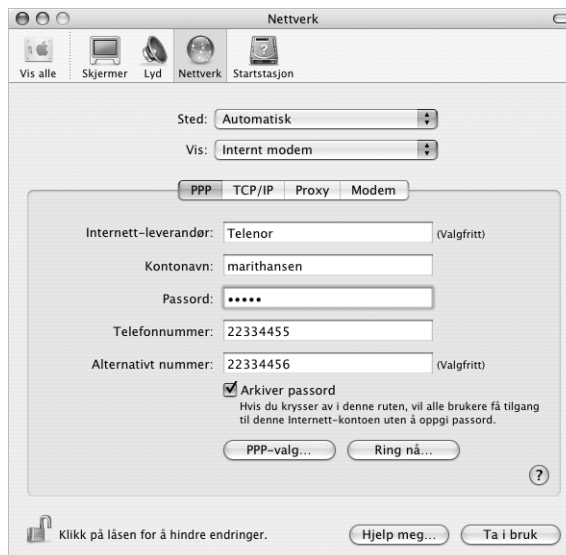 Nettverk
Vis alle Skjermer Lyd Nettverk Startstasjon
Sted: Automatisk
Vis: Internt modem
PPP TCP/IP Proxy Modem
Internett-leverandør: Telenor (Valgfritt)
Kontonavn: marithansen
Passord: •••••
Telefonnummer: 22334455
Alternativt nummer: 22334456 (Valgfritt)
Arkiver passord
Hvis du krysser av i denne ruten, vil alle brukere få tilgang
til denne Internett-kontoen uten å oppgi passord.
PPP-valg... Ring nå...
?
Klikk på låsen for å hindre endringer. Hjelp meg... Ta i bruk